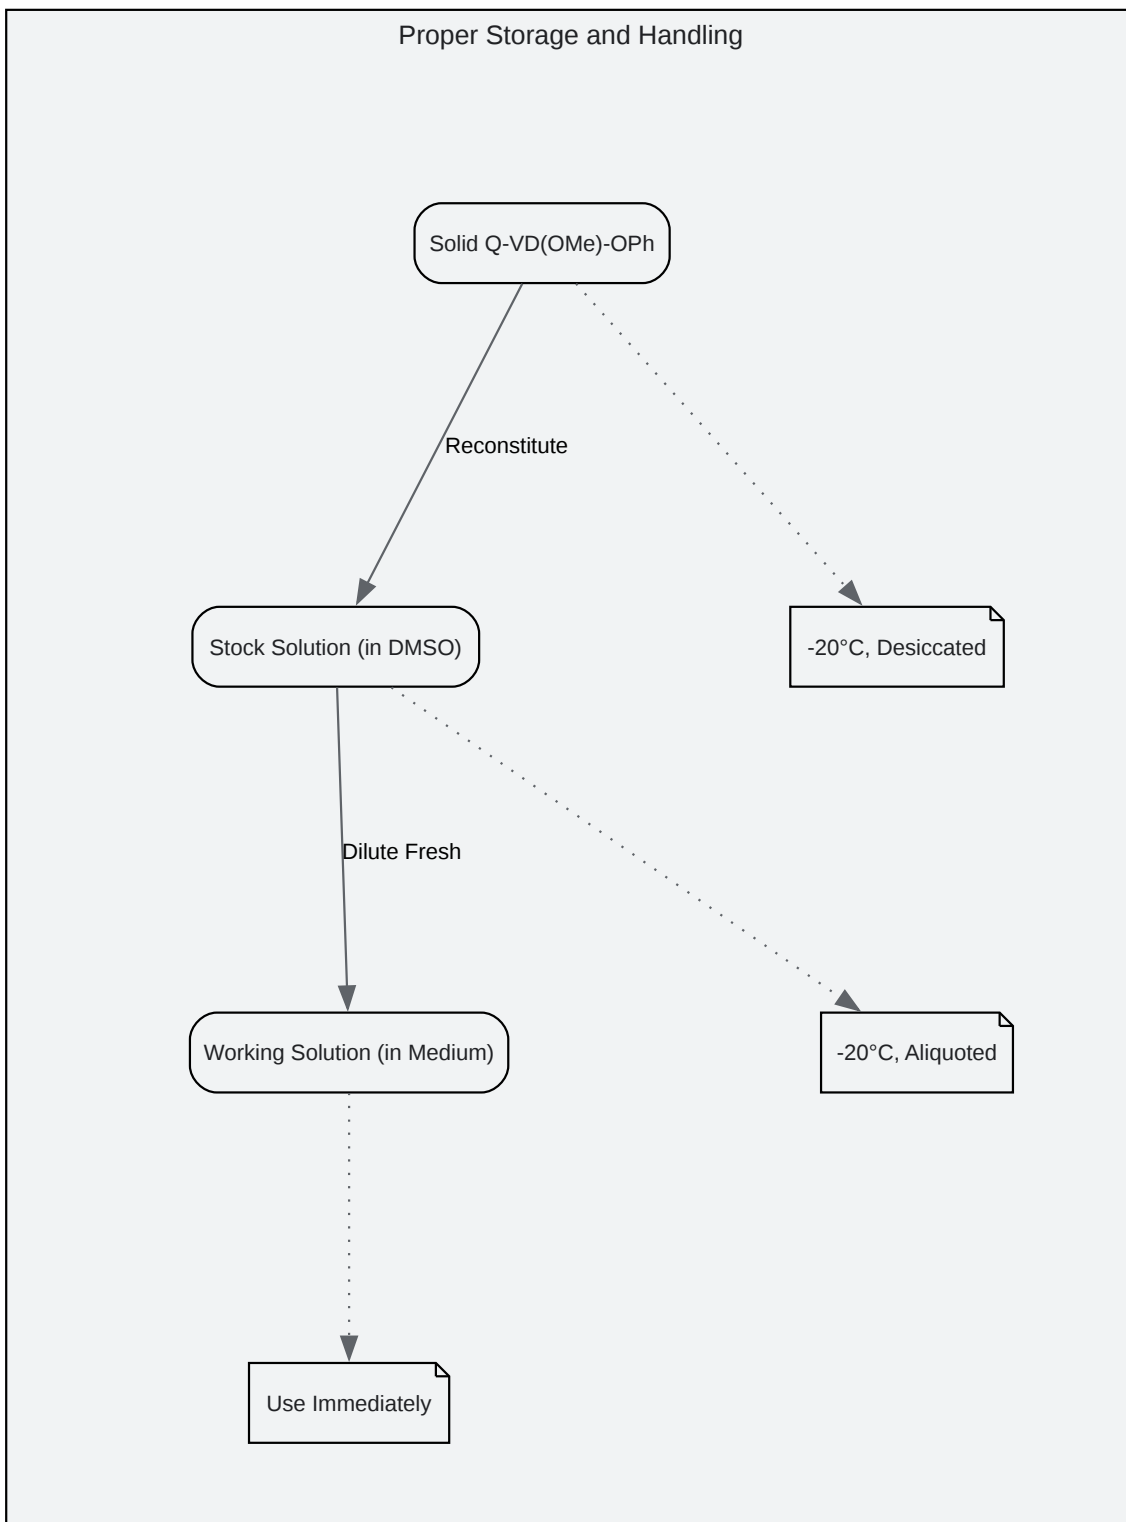 Proper Storage and Handling
Solid Q-VD(OMe)-OPh
Reconstitute
Stock Solution (in DMSO)
-20°C, Desiccated
Dilute Fresh
Working Solution (in Medium)
-20°C, Aliquoted
Use Immediately